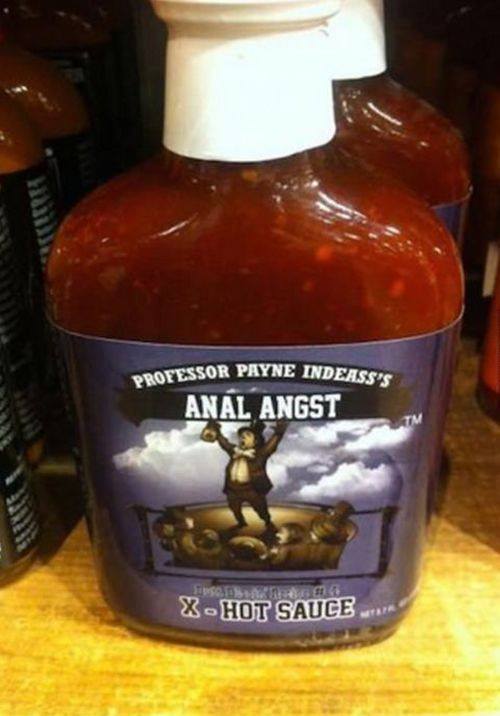 PROFESSOR PAYNE INDEASS'S
ANAL ANGST
TM
X - HOT SAUCE